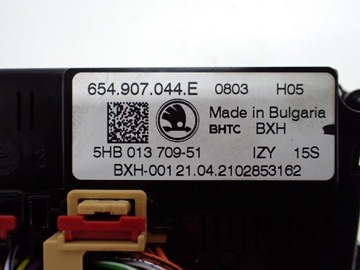 654.907.044.E 0803 H05
Made in Bulgaria
BHTC BXH
5HB 013 709-51 IZY 15S
BXH-001 21.04.2102853162